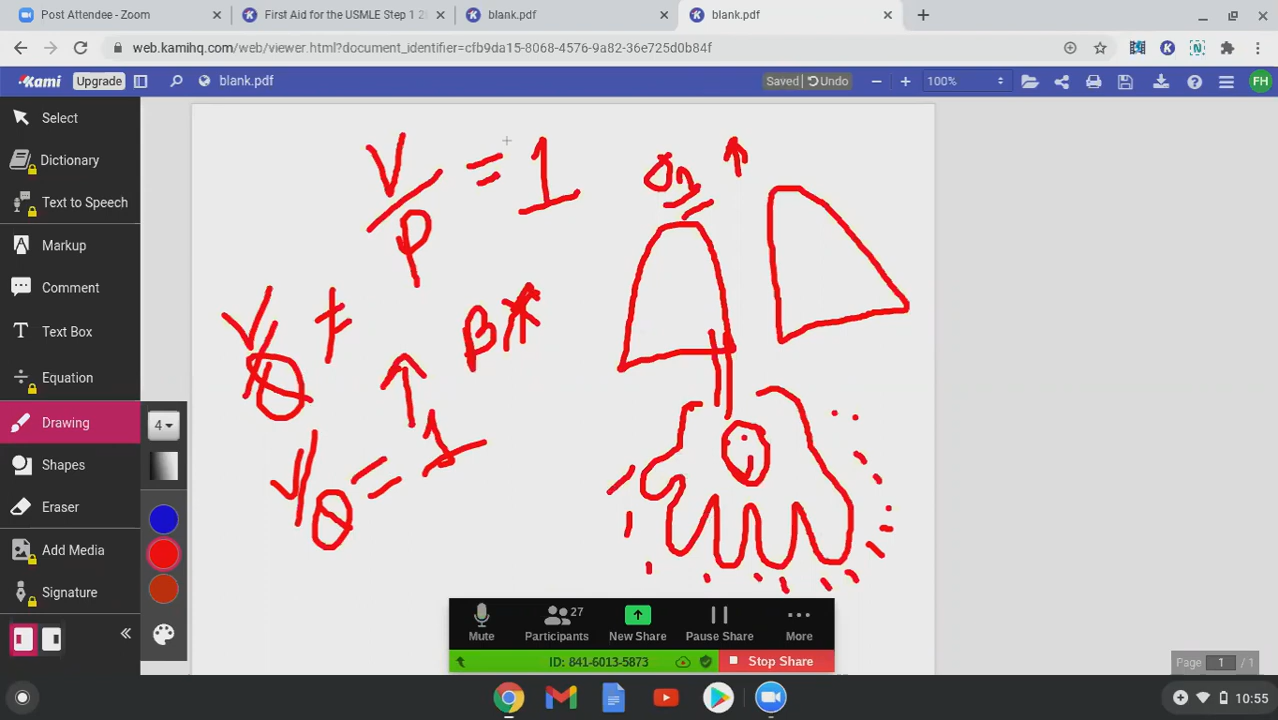 Post Attendee - Zoom
First Aid for the USMLE Step 1 2
blank.pdf
blank.pdf
web.kamihq.com/web/viewer.html?document_identifier=cfb9da15-8068-4576-9a82-36e725d0b84f
Kami
Upgrade
blank.pdf
Saved
Undo
100%
FH
Select
Dictionary
Text to Speech
Markup
Comment
Text Box
Equation
Drawing
4
Shapes
Eraser
Add Media
Signature
V/P = 1
O2 ↑
V/Q
V/Q = 1
27
Mute
Participants
New Share
Pause Share
More
ID: 841-6013-5873
Stop Share
Page 1 / 1
10:55